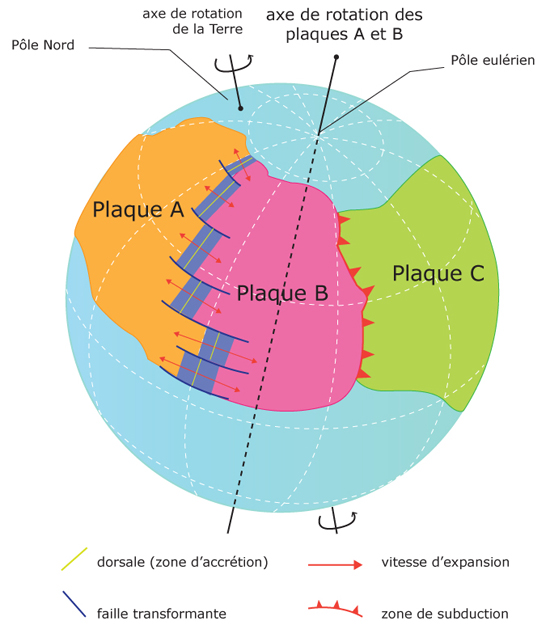 axe de rotation
de la Terre
axe de rotation des
plaques A et B
Pôle Nord
Pôle eulérien
Plaque A
Plaque B
Plaque C
dorsale (zone d'accrétion)
vitesse d'expansion
faille transformante
zone de subduction